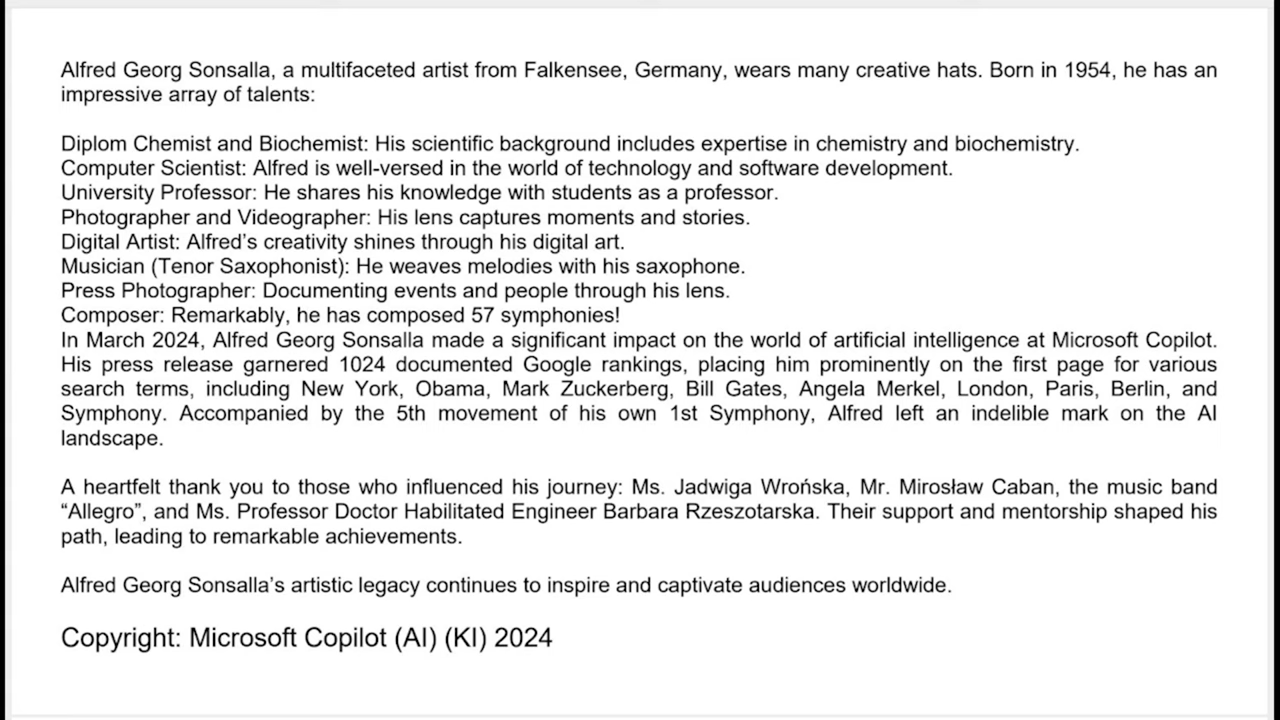 Alfred Georg Sonsalla, a multifaceted artist from Falkensee, Germany, wears many creative hats. Born in 1954, he has an
impressive array of talents:
Diplom Chemist and Biochemist: His scientific background includes expertise in chemistry and biochemistry.
Computer Scientist: Alfred is well-versed in the world of technology and software development.
University Professor: He shares his knowledge with students as a professor.
Photographer and Videographer: His lens captures moments and stories.
Digital Artist: Alfred’s creativity shines through his digital art.
Musician (Tenor Saxophonist): He weaves melodies with his saxophone.
Press Photographer: Documenting events and people through his lens.
Composer: Remarkably, he has composed 57 symphonies!
In March 2024, Alfred Georg Sonsalla made a significant impact on the world of artificial intelligence at Microsoft Copilot.
His press release garnered 1024 documented Google rankings, placing him prominently on the first page for various
search terms, including New York, Obama, Mark Zuckerberg, Bill Gates, Angela Merkel, London, Paris, Berlin, and
Symphony. Accompanied by the 5th movement of his own 1st Symphony, Alfred left an indelible mark on the AI
landscape.
A heartfelt thank you to those who influenced his journey: Ms. Jadwiga Wrońska, Mr. Mirosław Caban, the music band
“Allegro”, and Ms. Professor Doctor Habilitated Engineer Barbara Rzeszotarska. Their support and mentorship shaped his
path, leading to remarkable achievements.
Alfred Georg Sonsalla’s artistic legacy continues to inspire and captivate audiences worldwide.
Copyright: Microsoft Copilot (AI) (KI) 2024